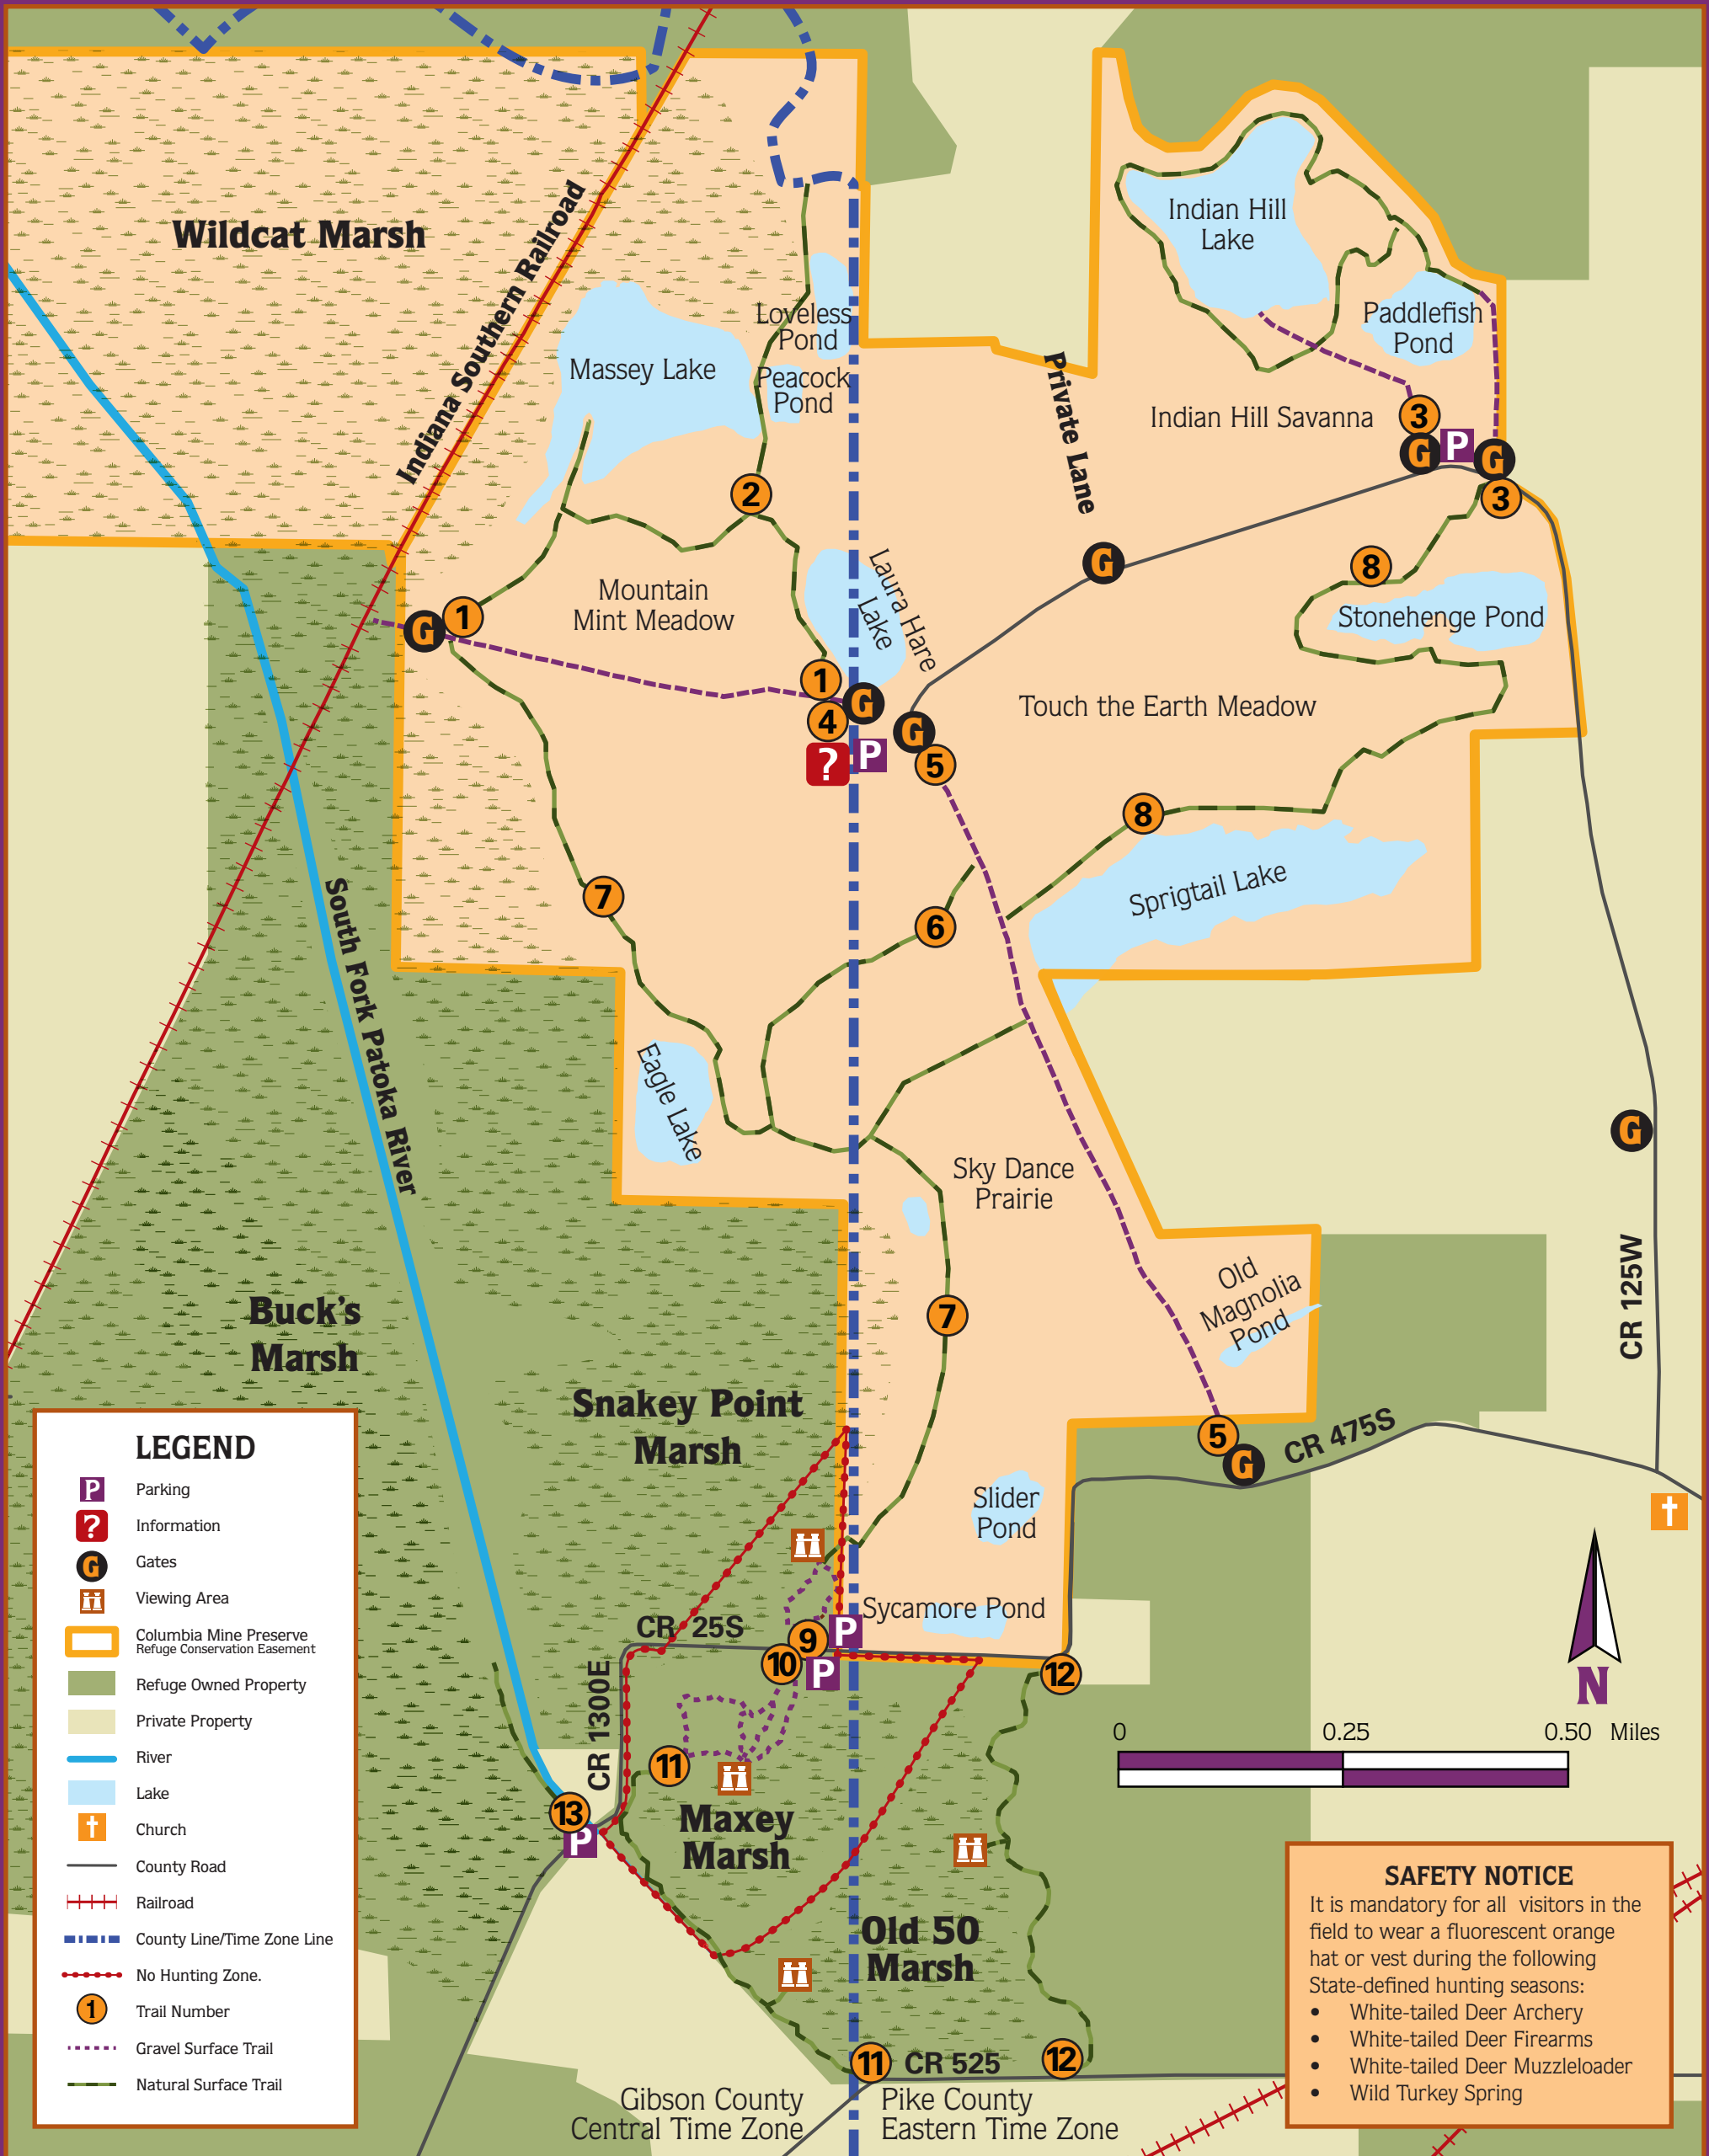 Wildcat Marsh
Indiana Southern Railroad
Massey Lake
Loveless
Pond
Peacock
Pond
Indian Hill
Lake
Paddlefish
Pond
Private Lane
Indian Hill Savanna
3
G
P
G
3
2
G
8
Laura Hare
Lake
Mountain
Mint Meadow
Stonehenge Pond
G
1
1
G
4
?
P
G
5
Touch the Earth Meadow
8
7
6
Sprigtail Lake
South Fork Patoka River
Eagle Lake
G
Sky Dance
Prairie
CR 125W
Buck's
Marsh
7
Old
Magnolia
Pond
Snakey Point
Marsh
5
G
CR 475S
Slider
Pond
Sycamore Pond
CR 25S
9
P
10
P
12
CR 1300E
11
13
P
Maxey
Marsh
Old 50
Marsh
11
CR 525
12
Gibson County
Central Time Zone
Pike County
Eastern Time Zone
N
0 0.25 0.50 Miles
LEGEND
P Parking
? Information
G Gates
Viewing Area
Columbia Mine Preserve
Refuge Conservation Easement
Refuge Owned Property
Private Property
River
Lake
Church
County Road
Railroad
County Line/Time Zone Line
No Hunting Zone.
1 Trail Number
Gravel Surface Trail
Natural Surface Trail
SAFETY NOTICE
It is mandatory for all visitors in the
field to wear a fluorescent orange
hat or vest during the following
State-defined hunting seasons:
• White-tailed Deer Archery
• White-tailed Deer Firearms
• White-tailed Deer Muzzleloader
• Wild Turkey Spring